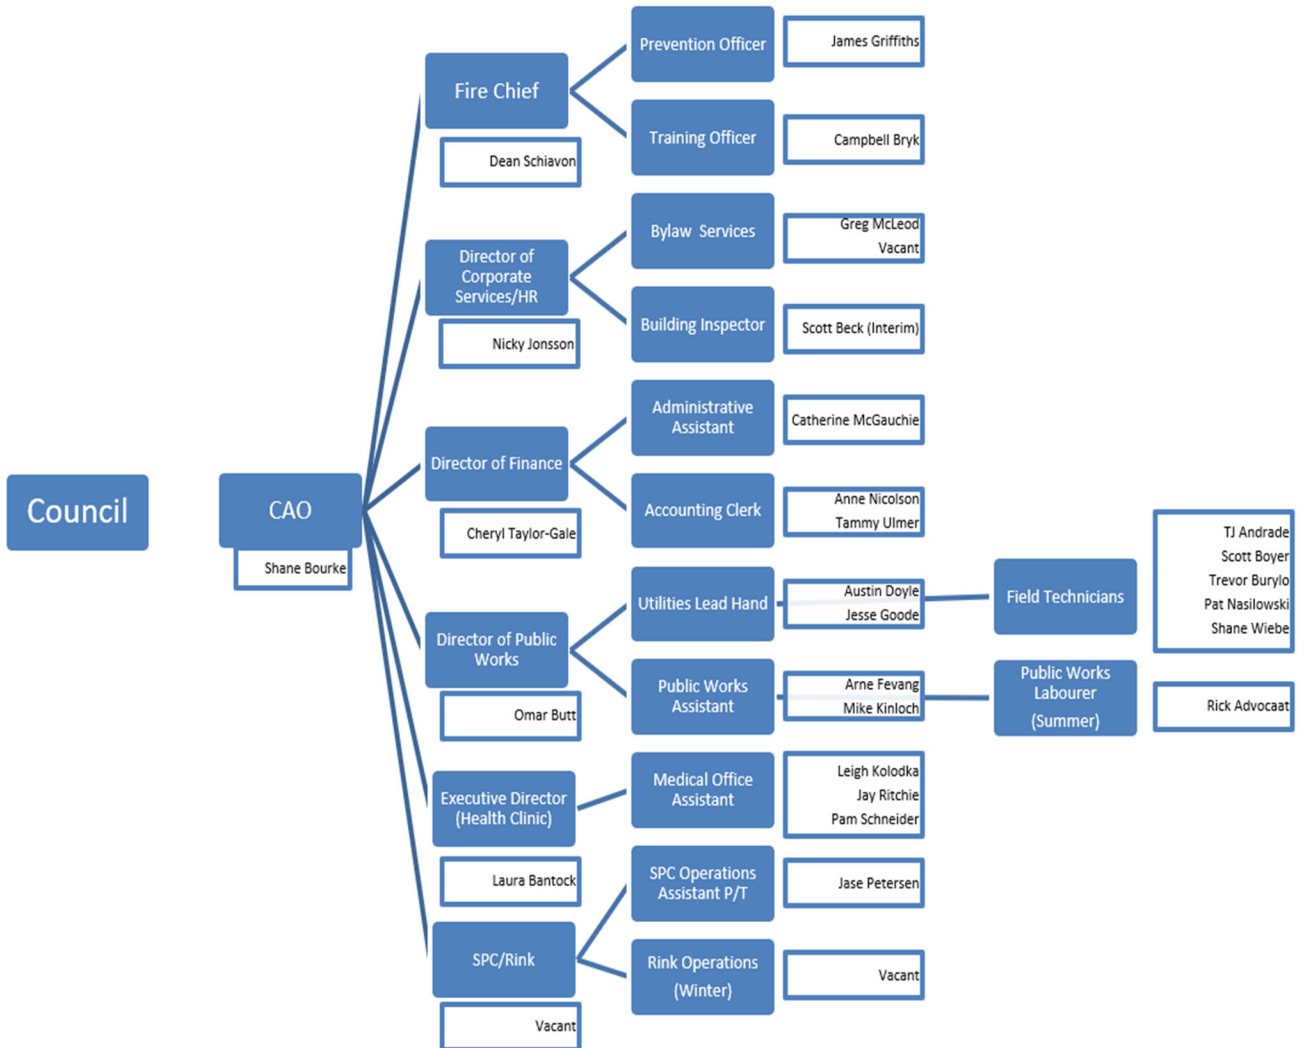 Council
CAO
Shane Bourke
Fire Chief
Dean Schiavon
Prevention Officer
James Griffiths
Training Officer
Campbell Bryk
Director of
Corporate
Services/HR
Nicky Jonsson
Bylaw Services
Greg McLeod
Vacant
Building Inspector
Scott Beck (Interim)
Director of Finance
Cheryl Taylor-Gale
Administrative
Assistant
Catherine McGauchie
Accounting Clerk
Anne Nicolson
Tammy Ulmer
Director of Public
Works
Omar Butt
Utilities Lead Hand
Austin Doyle
Jesse Goode
Field Technicians
TJ Andrade
Scott Boyer
Trevor Burylo
Pat Nasilowski
Shane Wiebe
Public Works
Assistant
Arne Fevang
Mike Kinloch
Public Works
Labourer
(Summer)
Rick Advocaat
Executive Director
(Health Clinic)
Laura Bantock
Medical Office
Assistant
Leigh Kolodka
Jay Ritchie
Pam Schneider
SPC/Rink
Vacant
SPC Operations
Assistant P/T
Jase Petersen
Rink Operations
(Winter)
Vacant